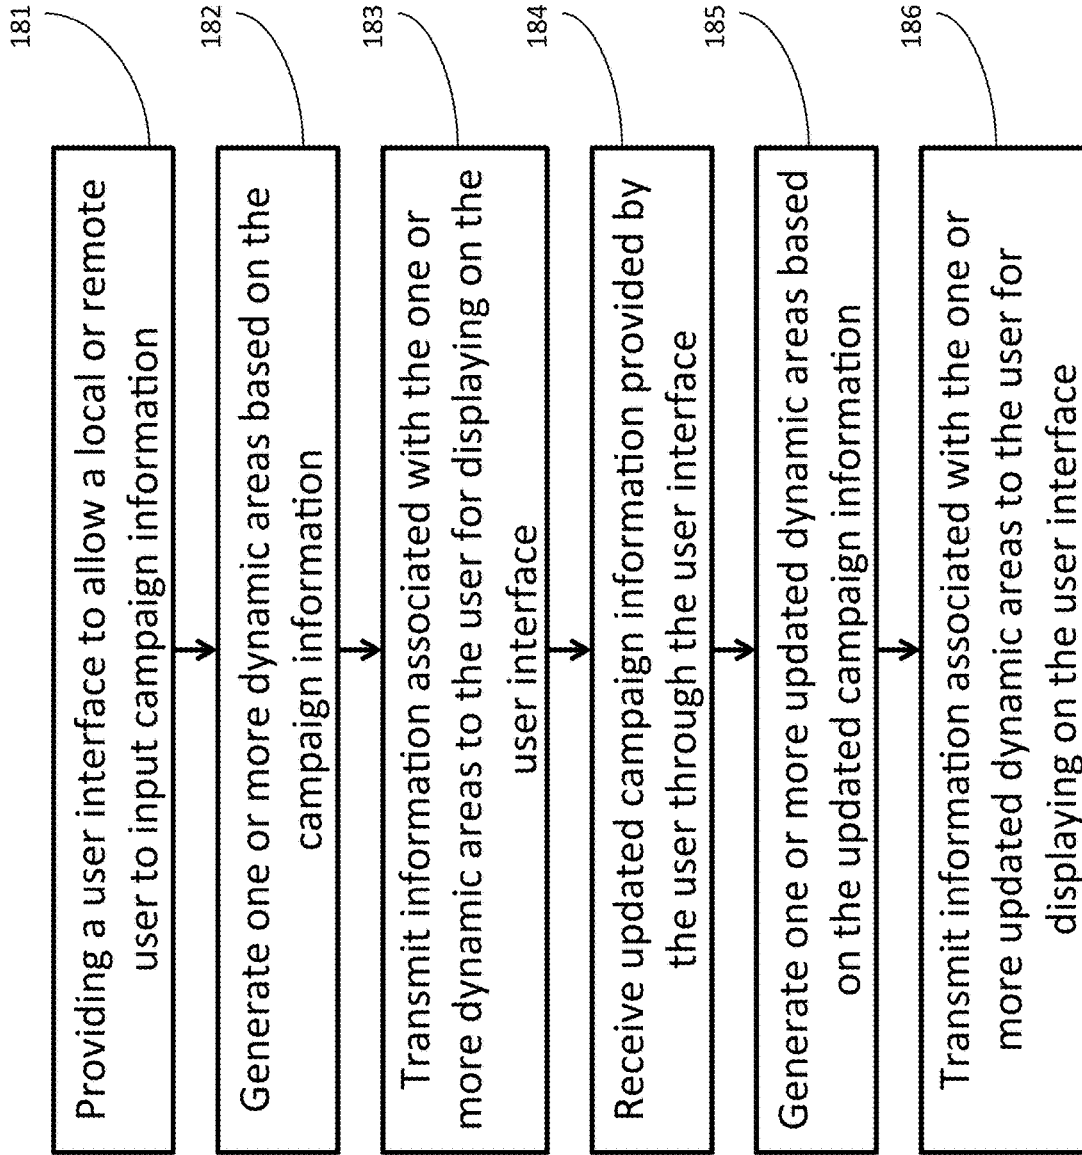 181
Providing a user interface to allow a local or remote
user to input campaign information
182
Generate one or more dynamic areas based on the
campaign information
183
Transmit information associated with the one or
more dynamic areas to the user for displaying on the
user interface
184
Receive updated campaign information provided by
the user through the user interface
185
Generate one or more updated dynamic areas based
on the updated campaign information
186
Transmit information associated with the one or
more updated dynamic areas to the user for
displaying on the user interface